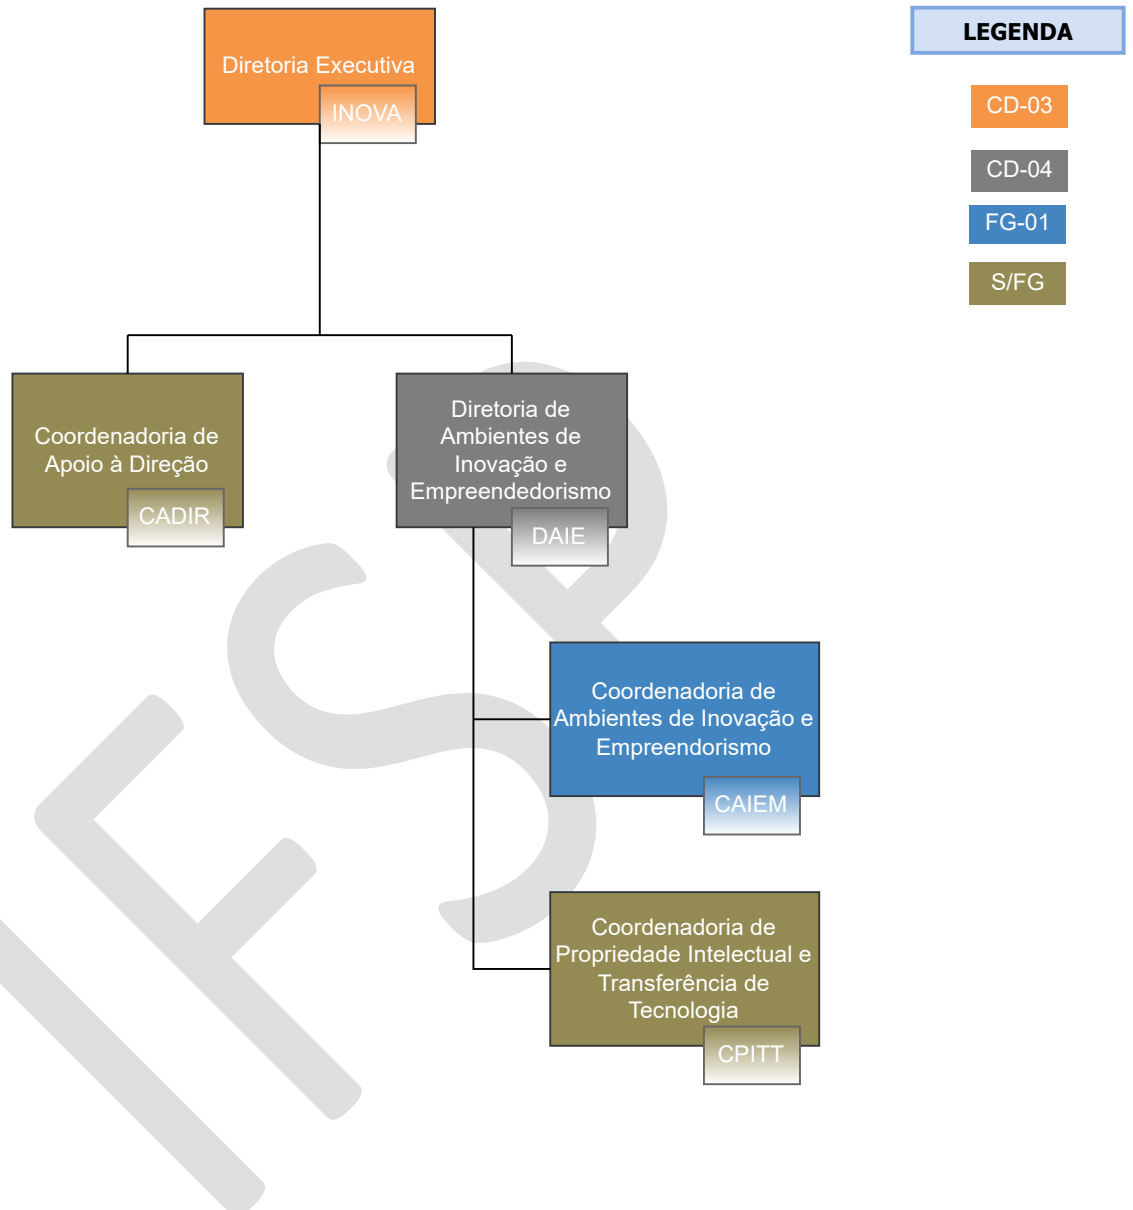 Diretoria Executiva
INOVA
LEGENDA
CD-03
CD-04
FG-01
S/FG
Coordenadoria de
Apoio à Direção
CADIR
Diretoria de
Ambientes de
Inovação e
Empreendedorismo
DAIE
Coordenadoria de
Ambientes de Inovação e
Empreendorismo
CAIEM
Coordenadoria de
Propriedade Intelectual e
Transferência de
Tecnologia
CPITT
IFSP